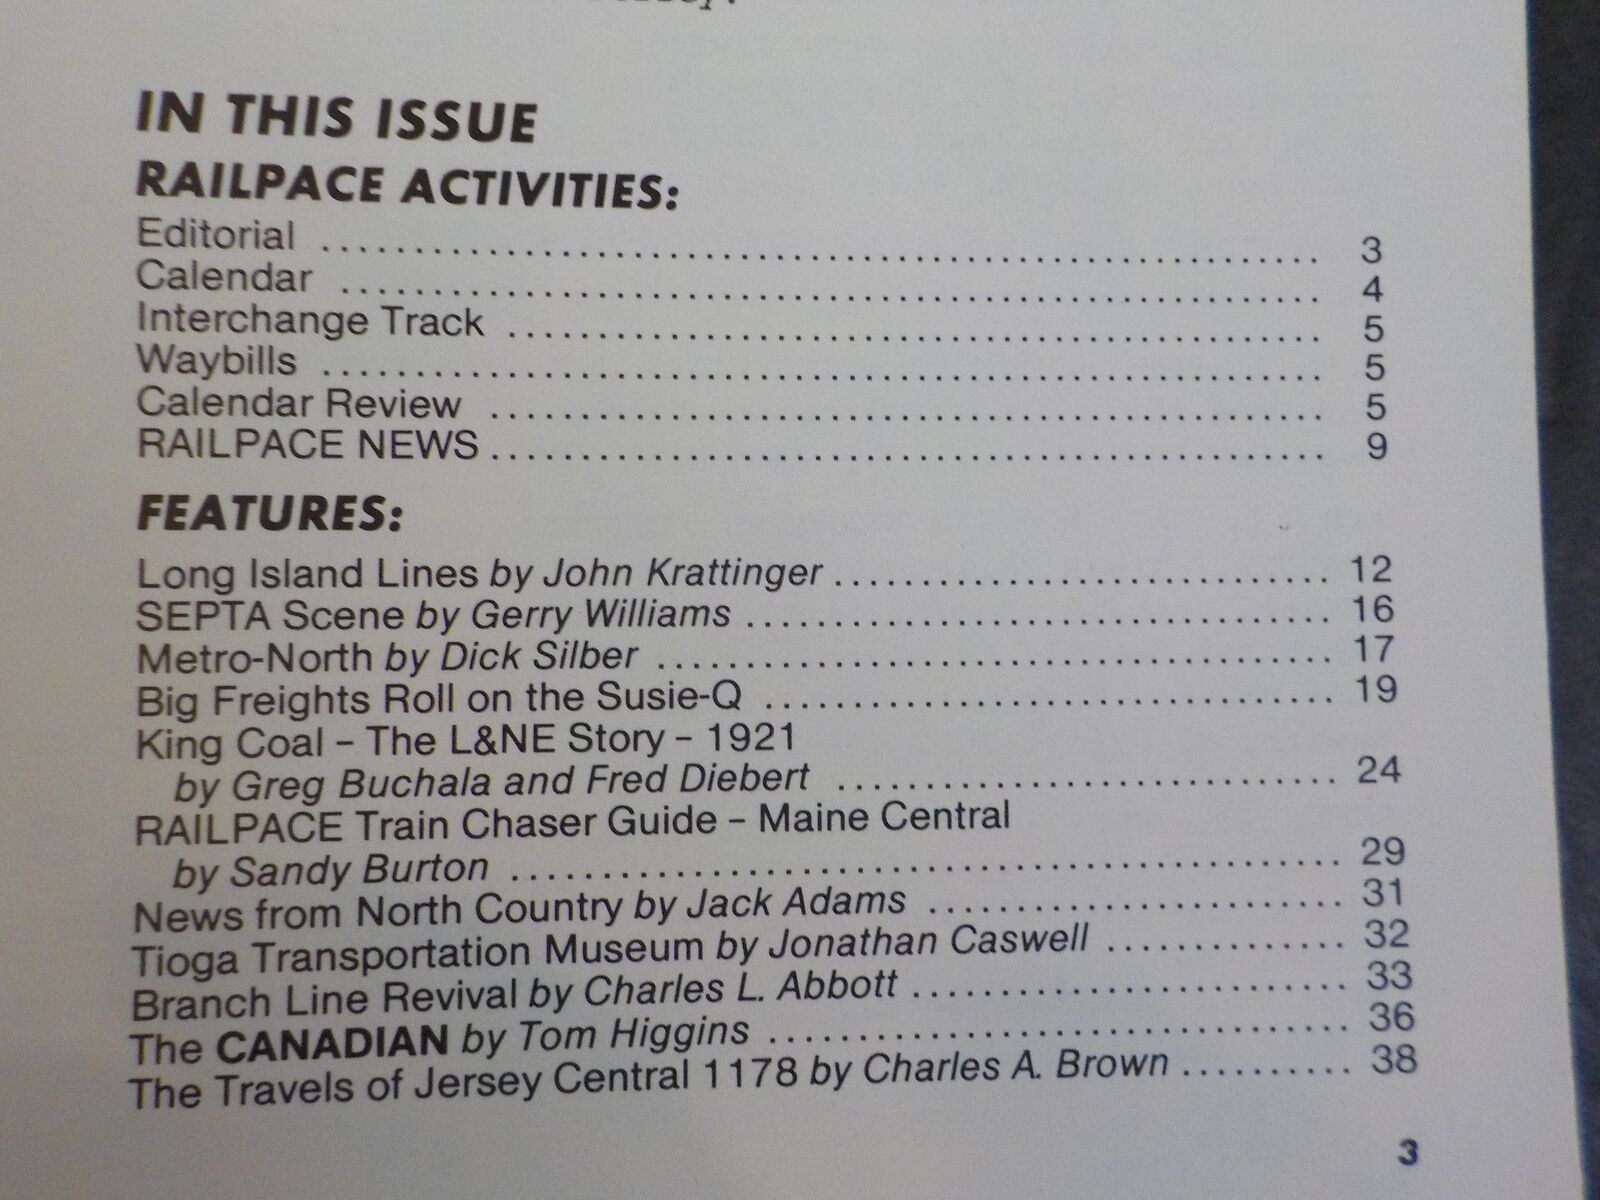 IN THIS ISSUE
RAILPACE ACTIVITIES:
Editorial ........................................................ 3
Calendar ....................................................... 4
Interchange Track .............................................. 5
Waybills ........................................................ 5
Calendar Review ............................................... 5
RAILPACE NEWS ............................................... 9
FEATURES:
Long Island Lines by John Krattinger ............................ 12
SEPTA Scene by Gerry Williams ................................. 16
Metro-North by Dick Silber ...................................... 17
Big Freights Roll on the Susie-Q ................................ 19
King Coal – The L&NE Story – 1921
by Greg Buchala and Fred Diebert ............................. 24
RAILPACE Train Chaser Guide – Maine Central
by Sandy Burton ............................................... 29
News from North Country by Jack Adams ........................ 31
Tioga Transportation Museum by Jonathan Caswell .............. 32
Branch Line Revival by Charles L. Abbott ......................... 33
The CANADIAN by Tom Higgins ................................. 36
The Travels of Jersey Central 1178 by Charles A. Brown .......... 38
3